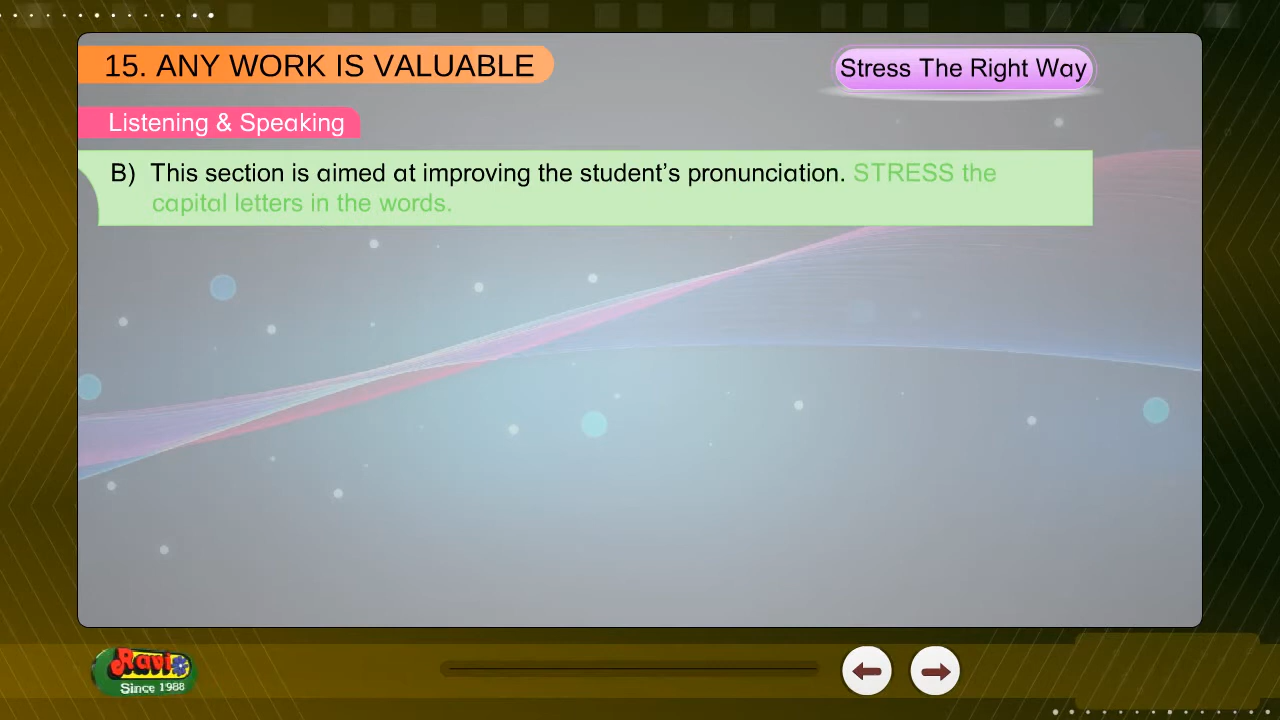 15. ANY WORK IS VALUABLE
Stress The Right Way
Listening & Speaking
B) This section is aimed at improving the student’s pronunciation. STRESS the
capital letters in the words.
Ravi
Since 1988